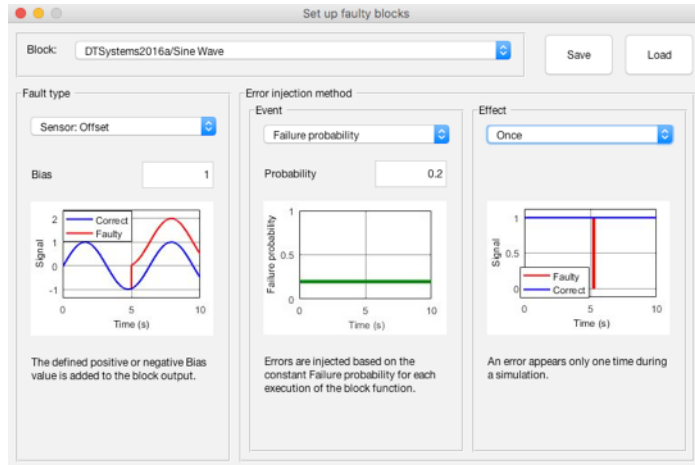 Set up faulty blocks
Block: DTSystems2016a/Sine Wave
Save
Load
Fault type
Sensor: Offset
Bias 1
Correct
Faulty
2
1
0
-1
Signal
0 5 10
Time (s)
The defined positive or negative Bias
value is added to the block output.
Error injection method
Event
Failure probability
Probability 0.2
Failure probability
1
0.5
0
0 5 10
Time (s)
Errors are injected based on the
constant Failure probability for each
execution of the block function.
Effect
Once
Signal
1
0.5
0
Faulty
Correct
0 5 10
Time (s)
An error appears only one time during
a simulation.